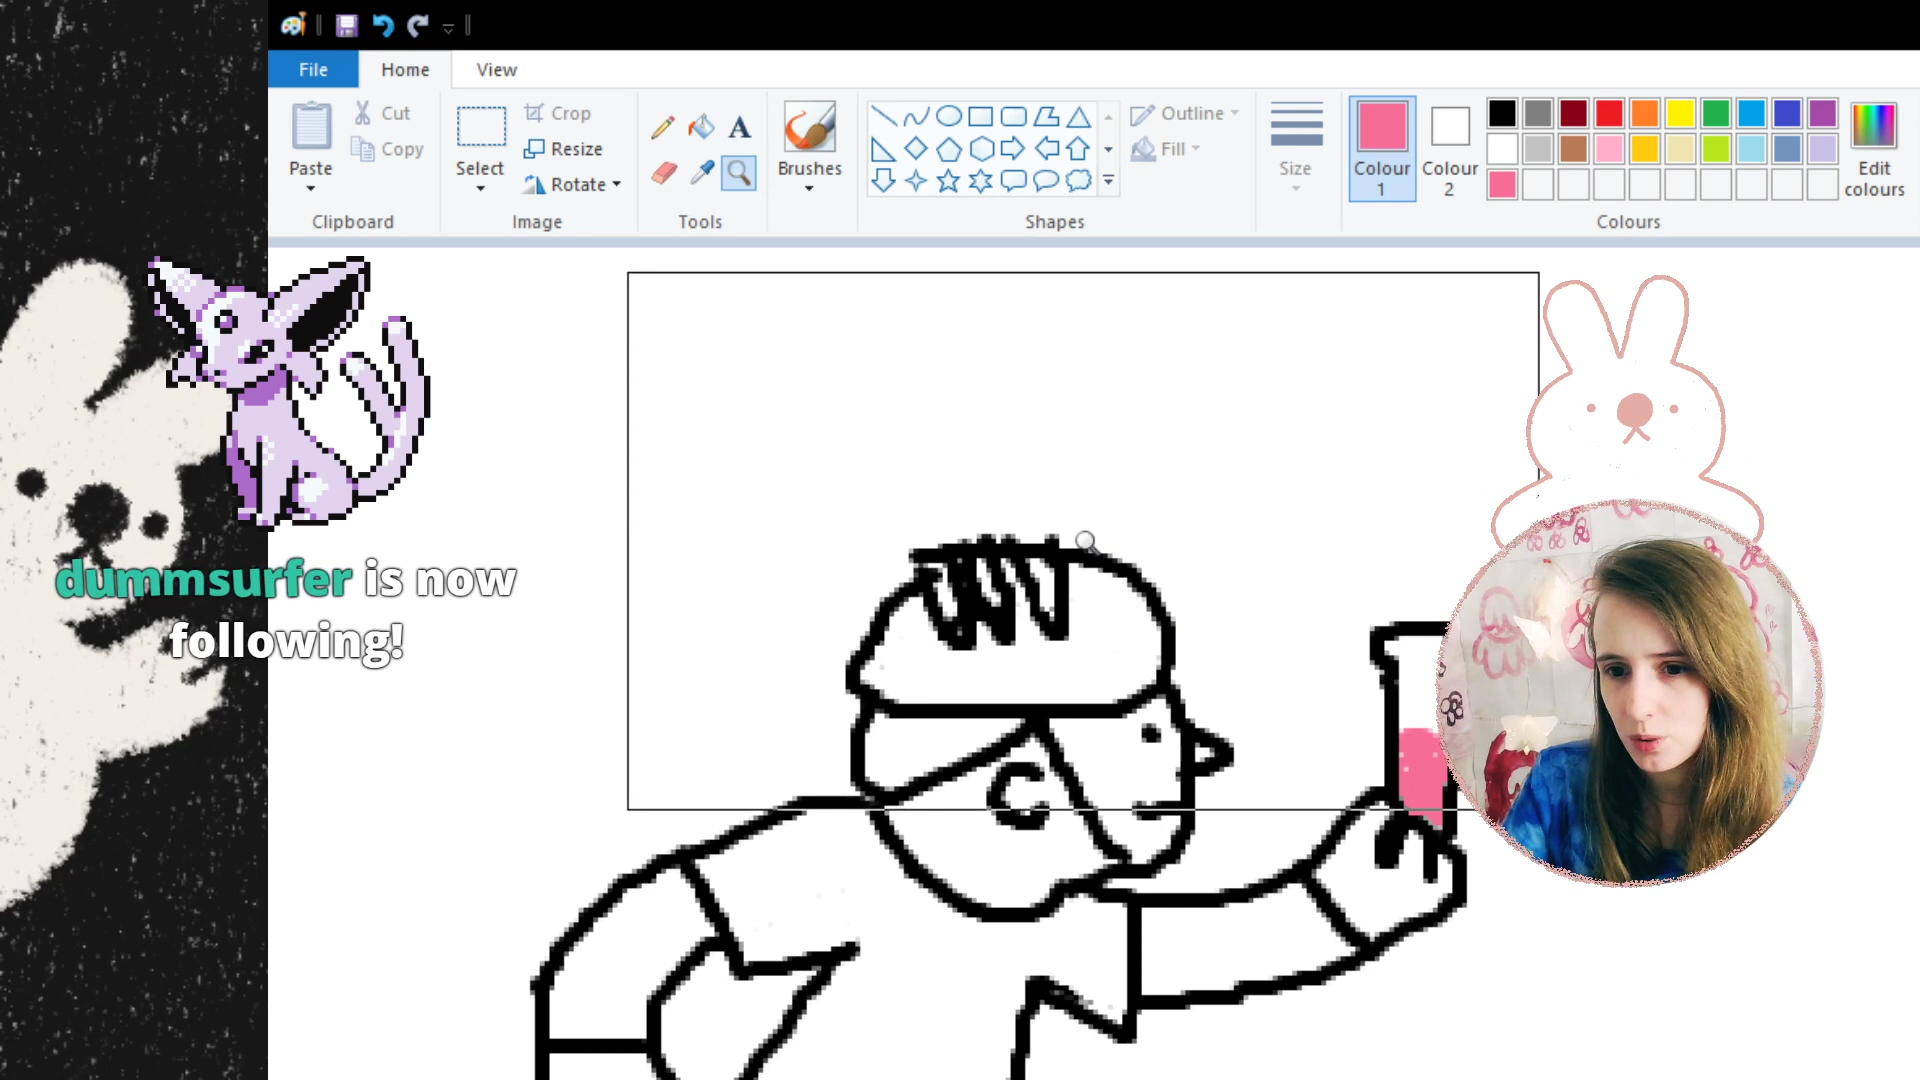 File Home View
Paste
Cut
Copy
Clipboard
Select
Crop
Resize
Rotate
Image
A
Tools
Brushes
Shapes
Outline
Fill
Size
Colour
1
Colour
2
Colours
Edit
colours
dummsurfer is now
following!